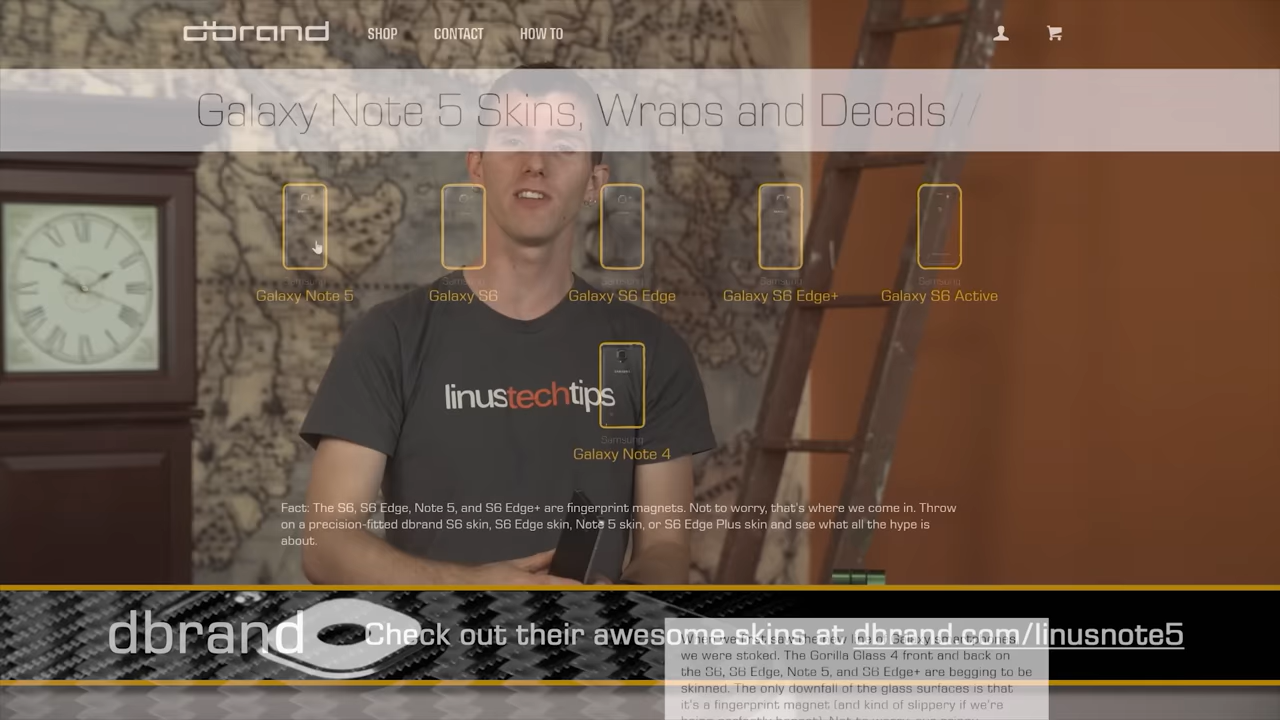 dbrand SHOP CONTACT HOW TO
Galaxy Note 5 Skins, Wraps and Decals//
Samsung Samsung Samsung Samsung
Galaxy Note 5 Galaxy S6 Galaxy S6 Edge Galaxy S6 Edge+ Galaxy S6 Active
linustechtips
Samsung
Galaxy Note 4
Fact: The S6, S6 Edge, Note 5, and S6 Edge+ are fingerprint magnets. Not to worry, that's where we come in. Throw
on a precision-fitted dbrand S6 skin, S6 Edge skin, Note 5 skin, or S6 Edge Plus skin and see what all the hype is
about.
dbrand Check out their awesome skins at dbrand.com/linusnote5
we were stoked. The Gorilla Glass 4 front and back on
the S6, S6 Edge, Note 5, and S6 Edge+ are begging to be
skinned. The only downfall of the glass surfaces is that
it's a fingerprint magnet (and kind of slippery if we're